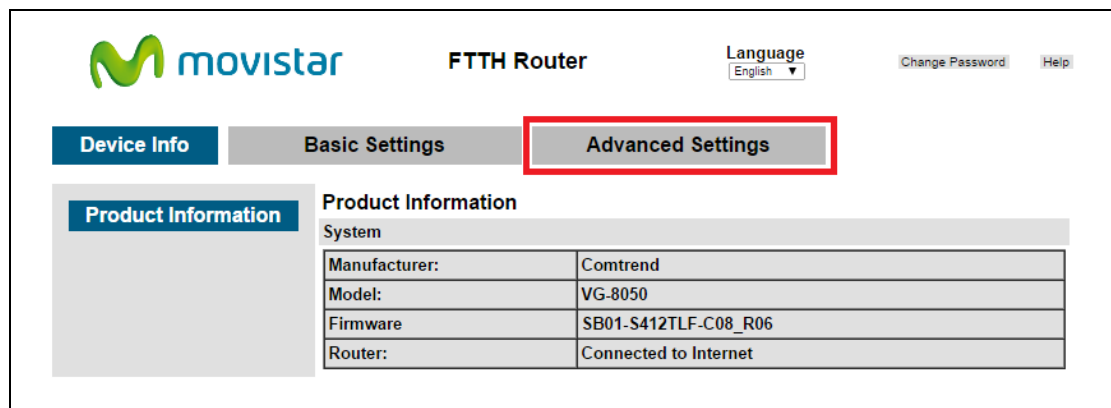 movistar
FTTH Router
Language
English ▼
Change Password
Help
Device Info
Basic Settings
Advanced Settings
Product Information
Product Information
System
Manufacturer: Comtrend
Model: VG-8050
Firmware SB01-S412TLF-C08_R06
Router: Connected to Internet